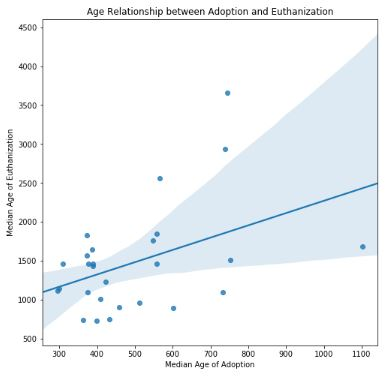 Age Relationship between Adoption and Euthanization
4500
4000
3500
3000
2500
2000
1500
1000
500
Median Age of Euthanization
300 400 500 600 700 800 900 1000 1100
Median Age of Adoption